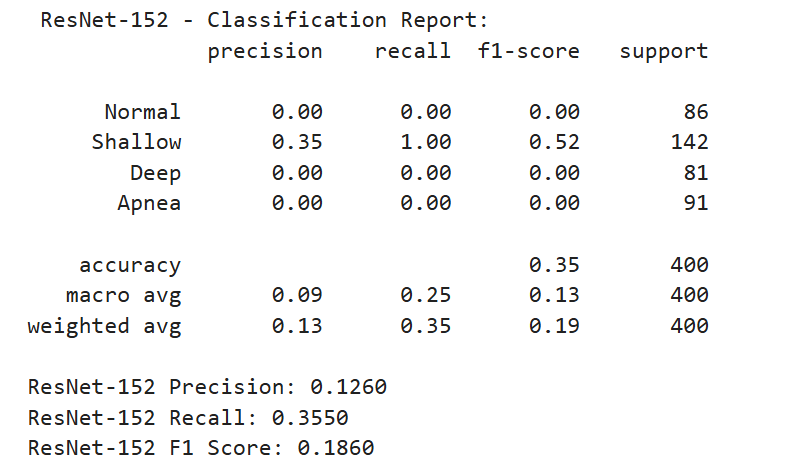 ResNet-152 - Classification Report:
precision recall f1-score support
Normal 0.00 0.00 0.00 86
Shallow 0.35 1.00 0.52 142
Deep 0.00 0.00 0.00 81
Apnea 0.00 0.00 0.00 91
accuracy 0.35 400
macro avg 0.09 0.25 0.13 400
weighted avg 0.13 0.35 0.19 400
ResNet-152 Precision: 0.1260
ResNet-152 Recall: 0.3550
ResNet-152 F1 Score: 0.1860